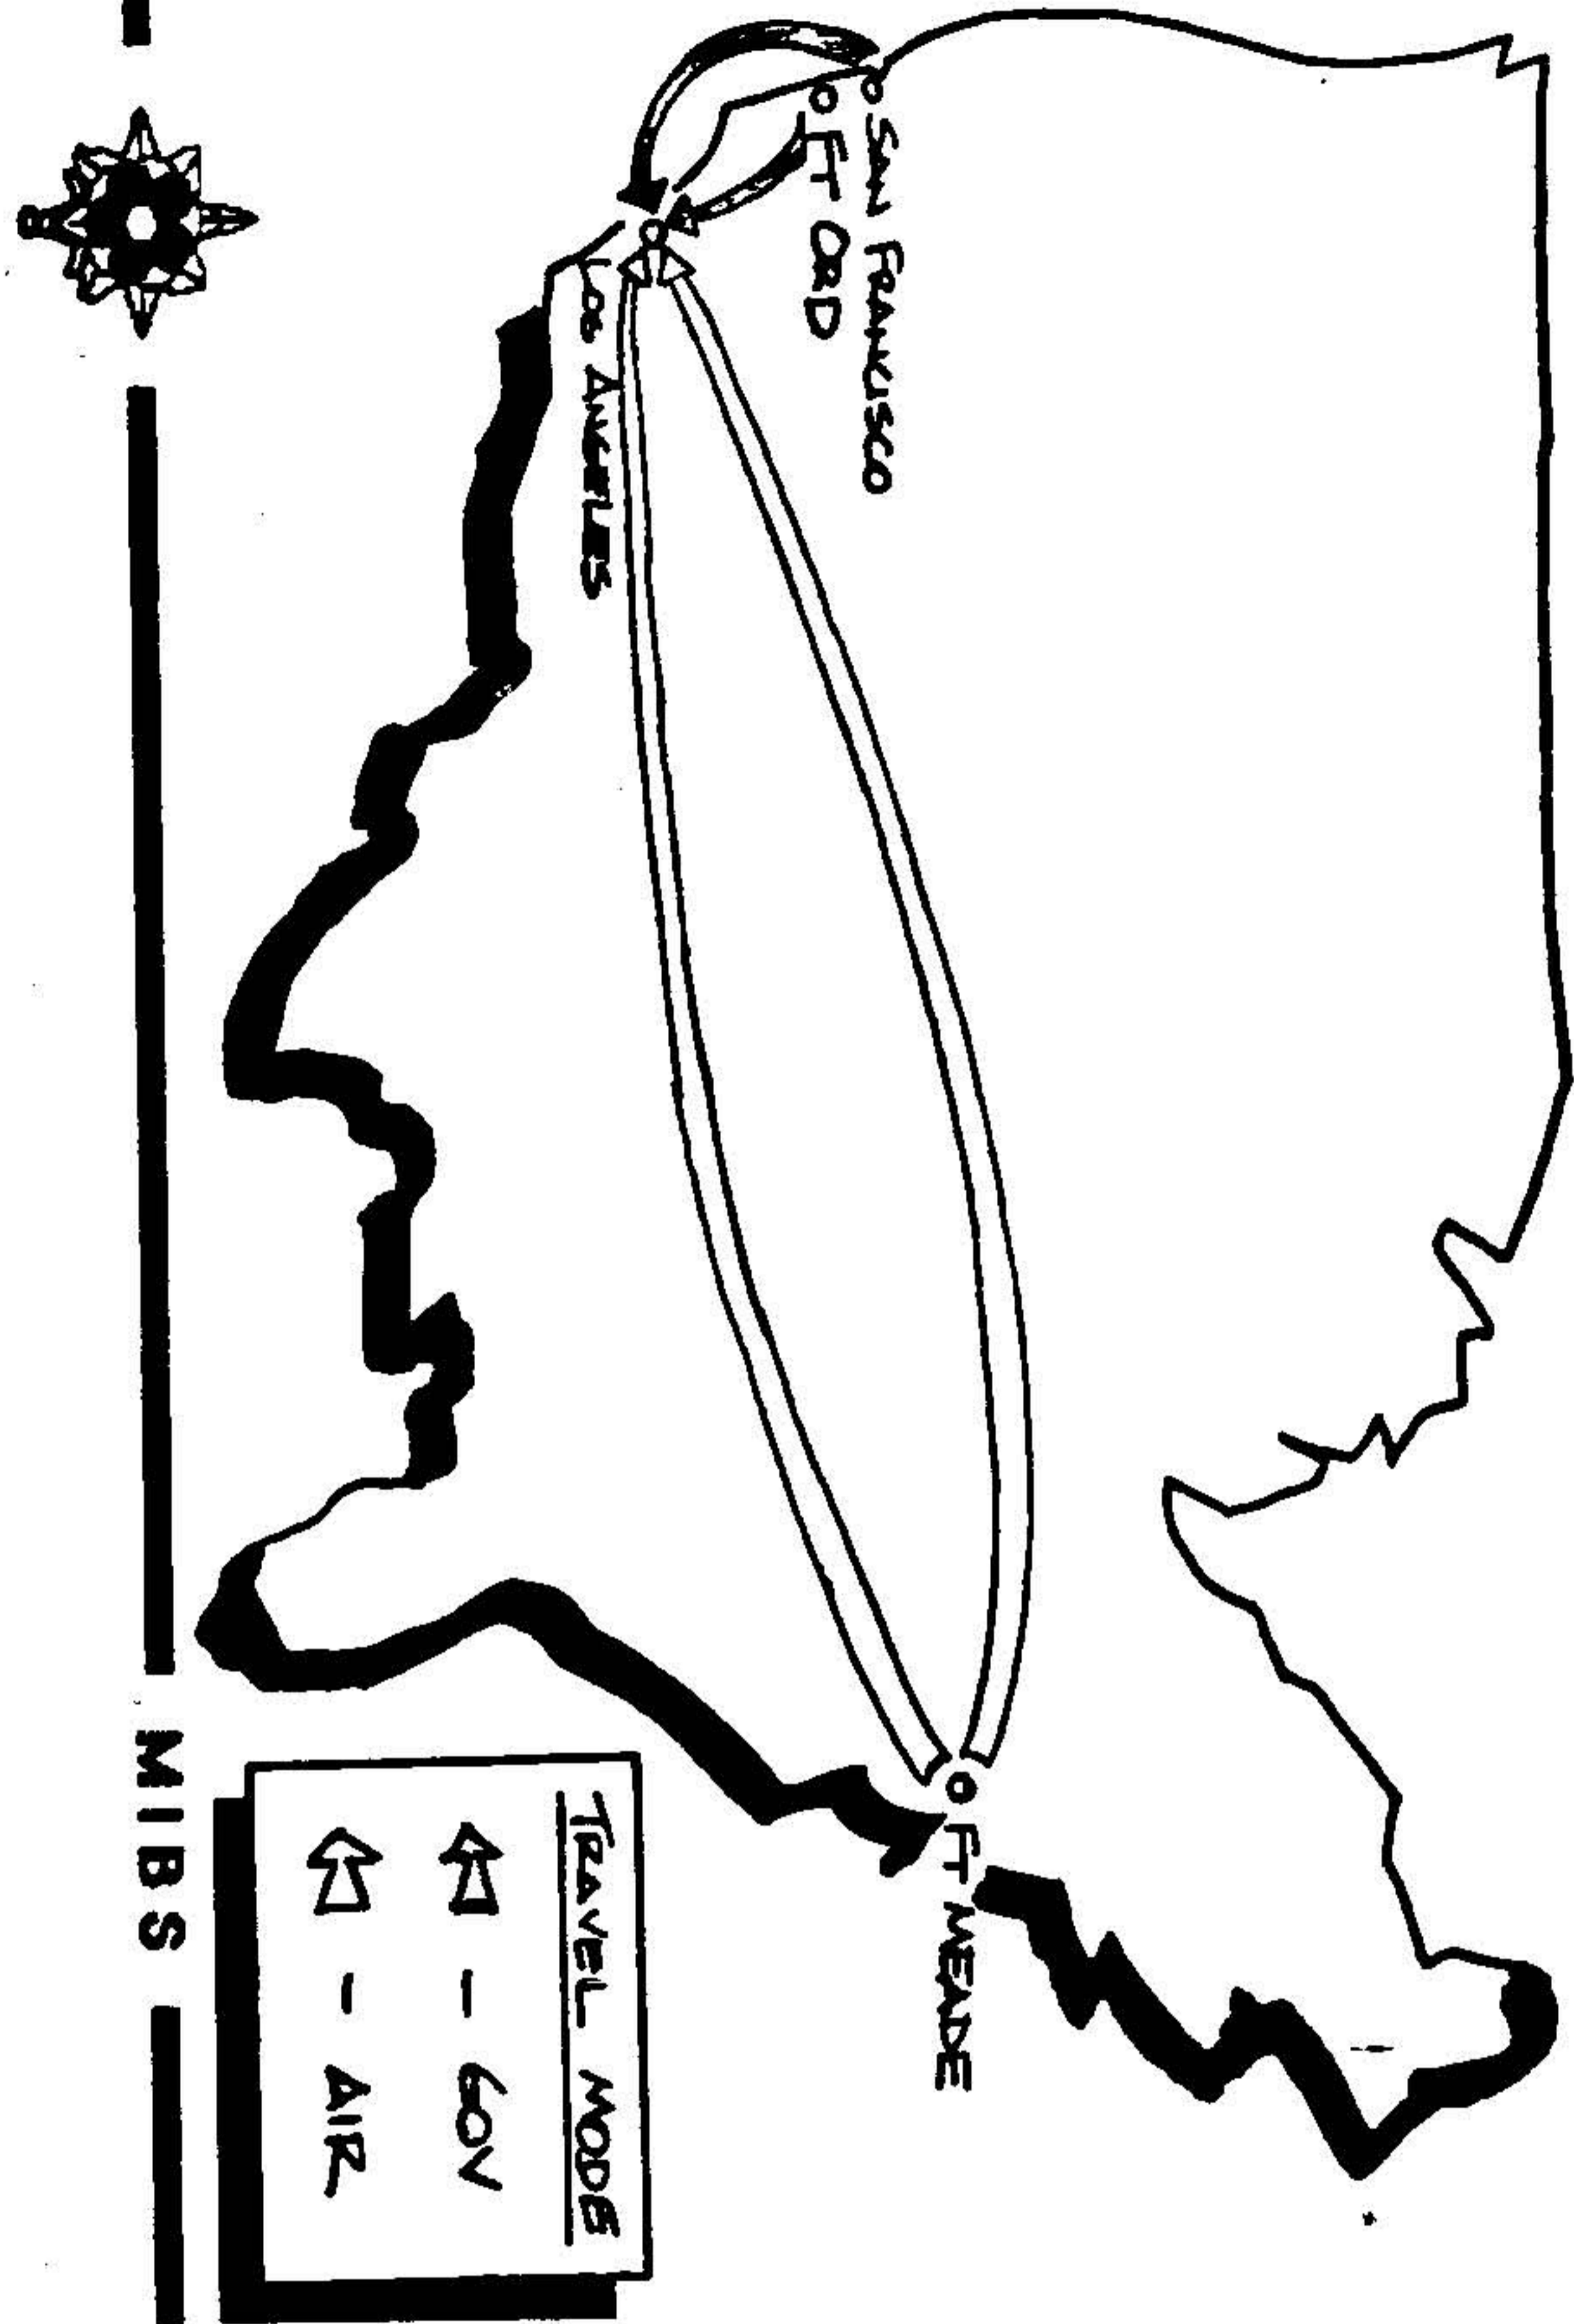 SAN FRANCISCO
FT ORD
LOS ANGELES
FT MEADE
TRAVEL MODE
- GOV
- AIR
MIBS